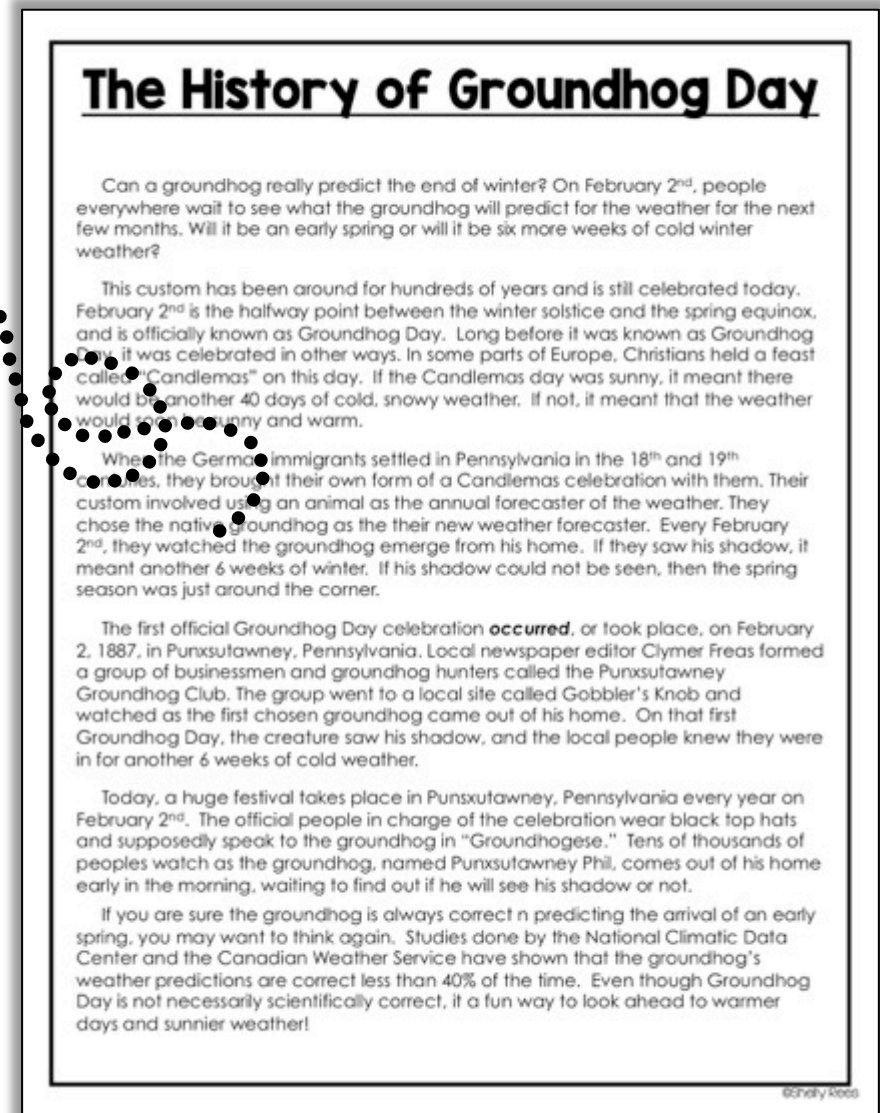 The History of Groundhog Day
Can a groundhog really predict the end of winter? On February 2nd, people
everywhere wait to see what the groundhog will predict for the weather for the next
few months. Will it be an early spring or will it be six more weeks of cold winter
weather?
This custom has been around for hundreds of years and is still celebrated today.
February 2nd is the halfway point between the winter solstice and the spring equinox,
and is officially known as Groundhog Day. Long before it was known as Groundhog
Day, it was celebrated in other ways. In some parts of Europe, Christians held a feast
called "Candlemas" on this day. If the Candlemas day was sunny, it meant there
would be another 40 days of cold, snowy weather. If not, it meant that the weather
would soon be sunny and warm.
When the German immigrants settled in Pennsylvania in the 18th and 19th
centuries, they brought their own form of a Candlemas celebration with them. Their
custom involved using an animal as the annual forecaster of the weather. They
chose the native groundhog as the their new weather forecaster. Every February
2nd, they watched the groundhog emerge from his home. If they saw his shadow, it
meant another 6 weeks of winter. If his shadow could not be seen, then the spring
season was just around the corner.
The first official Groundhog Day celebration occurred, or took place, on February
2, 1887, in Punxsutawney, Pennsylvania. Local newspaper editor Clymer Freas formed
a group of businessmen and groundhog hunters called the Punxsutawney
Groundhog Club. The group went to a local site called Gobbler's Knob and
watched as the first chosen groundhog came out of his home. On that first
Groundhog Day, the creature saw his shadow, and the local people knew they were
in for another 6 weeks of cold weather.
Today, a huge festival takes place in Punsxutawney, Pennsylvania every year on
February 2nd. The official people in charge of the celebration wear black top hats
and supposedly speak to the groundhog in "Groundhogese." Tens of thousands of
peoples watch as the groundhog, named Punxsutawney Phil, comes out of his home
early in the morning, waiting to find out if he will see his shadow or not.
If you are sure the groundhog is always correct n predicting the arrival of an early
spring, you may want to think again. Studies done by the National Climatic Data
Center and the Canadian Weather Service have shown that the groundhog's
weather predictions are correct less than 40% of the time. Even though Groundhog
Day is not necessarily scientifically correct, it a fun way to look ahead to warmer
days and sunnier weather!
©Shelly Rees